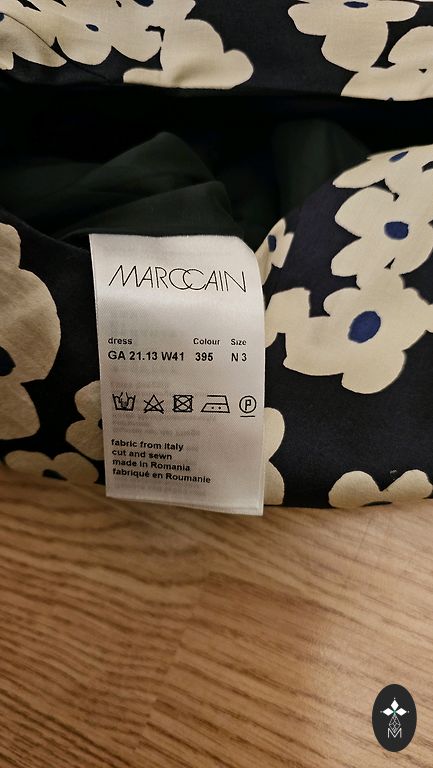 MARCCAIN
dress Colour Size
GA 21.13 W41 395 N 3
P
fabric from Italy
cut and sewn
made in Romania
fabriqué en Roumanie
M